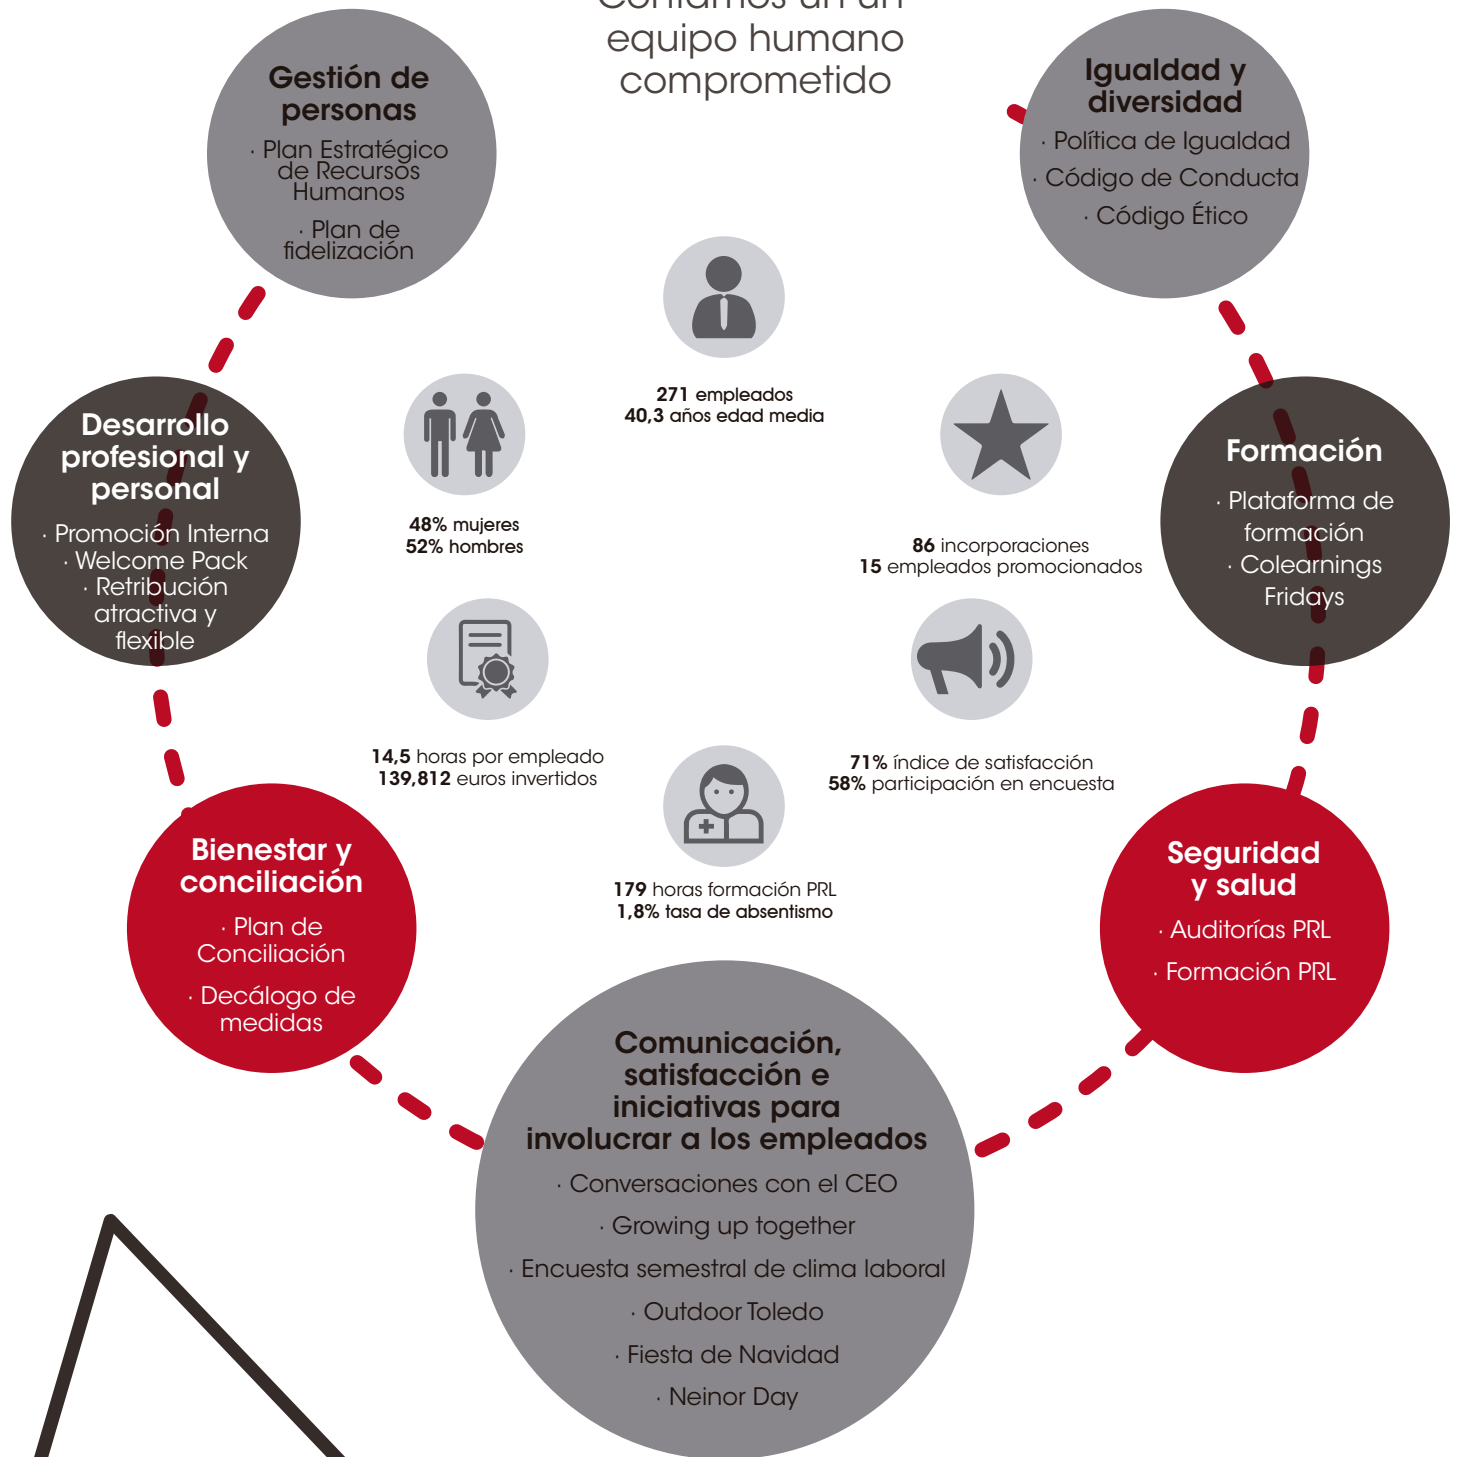 Contamos un un
equipo humano
comprometido
Gestión de
personas
· Plan Estratégico
de Recursos
Humanos
· Plan de
fidelización
Igualdad y
diversidad
· Política de Igualdad
· Código de Conducta
· Código Ético
271 empleados
40,3 años edad media
Desarrollo
profesional y
personal
· Promoción Interna
· Welcome Pack
· Retribución
atractiva y
flexible
48% mujeres
52% hombres
86 incorporaciones
15 empleados promocionados
Formación
· Plataforma de
formación
· Colearnings
Fridays
14,5 horas por empleado
139,812 euros invertidos
71% índice de satisfacción
58% participación en encuesta
179 horas formación PRL
1,8% tasa de absentismo
Bienestar y
conciliación
· Plan de
Conciliación
· Decálogo de
medidas
Seguridad
y salud
· Auditorías PRL
· Formación PRL
Comunicación,
satisfacción e
iniciativas para
involucrar a los empleados
· Conversaciones con el CEO
· Growing up together
· Encuesta semestral de clima laboral
· Outdoor Toledo
· Fiesta de Navidad
· Neinor Day